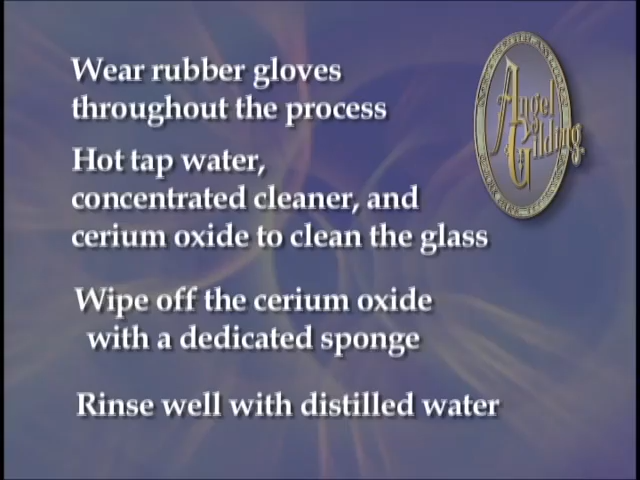 Wear rubber gloves
throughout the process
Hot tap water,
concentrated cleaner, and
cerium oxide to clean the glass
Wipe off the cerium oxide
with a dedicated sponge
Rinse well with distilled water
Angel
Gilding